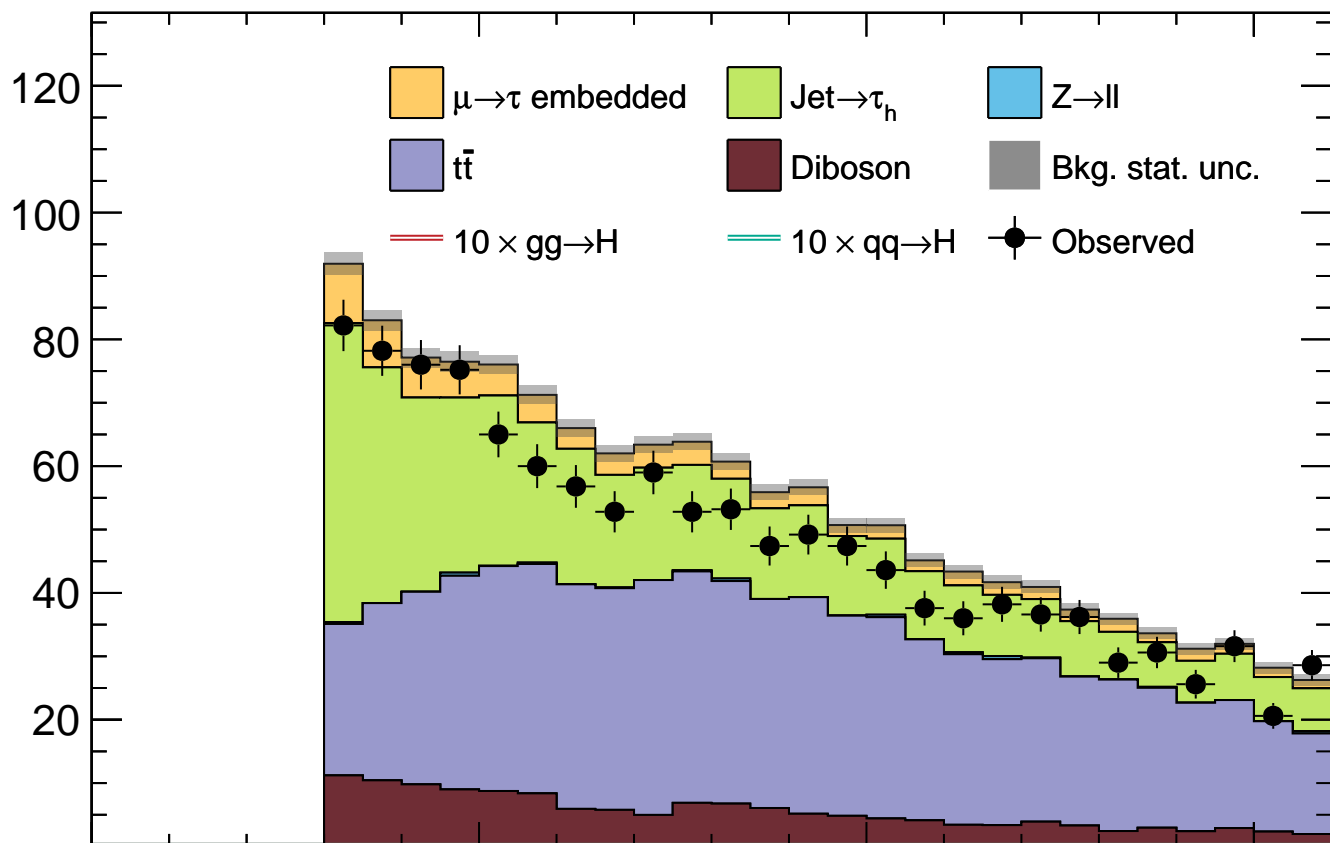 120
μ→τ embedded
Jet→τₕ
Z→ll
tt̄
Diboson
Bkg. stat. unc.
10 × gg→H
10 × qq→H
Observed
100
80
60
40
20